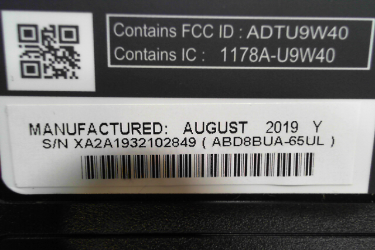 Contains FCC ID : ADTU9W40
Contains IC : 1178A-U9W40
MANUFACTURED: AUGUST 2019 Y
S/N XA2A1932102849 ( ABD8BUA-65UL )